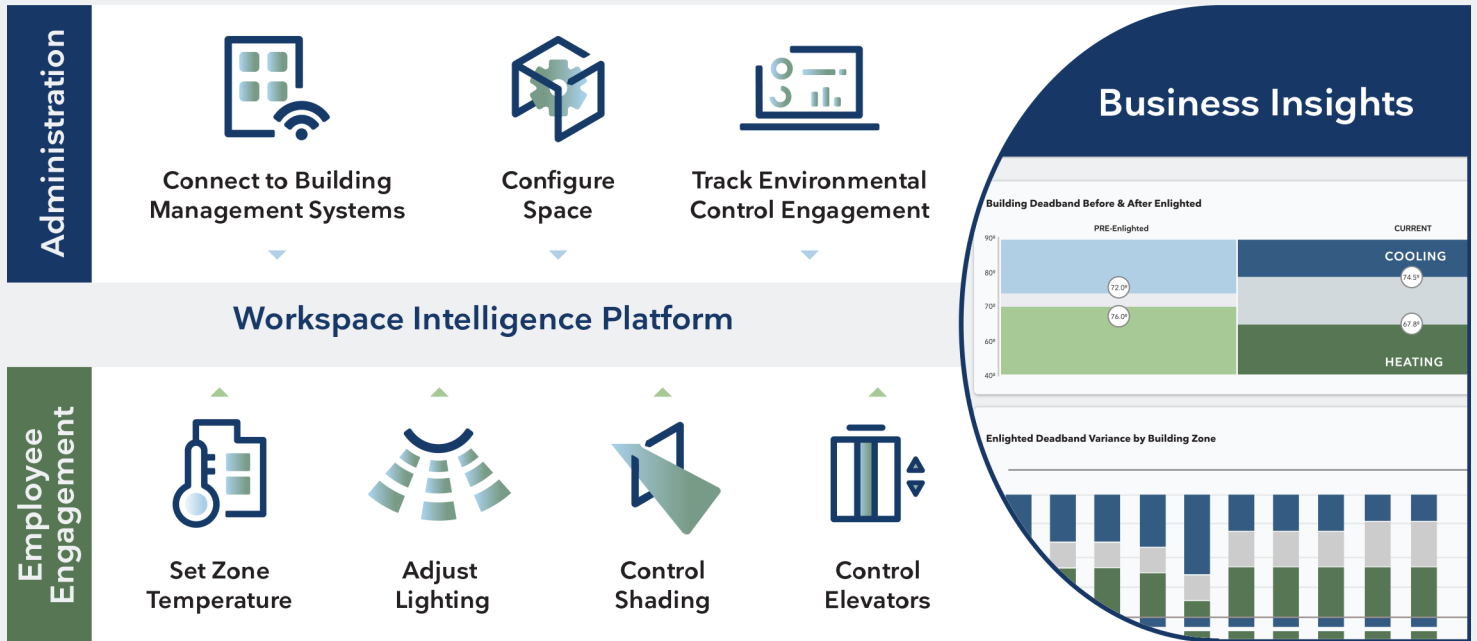 Administration
Connect to Building
Management Systems
Configure
Space
Track Environmental
Control Engagement
Workspace Intelligence Platform
Employee
Engagement
Set Zone
Temperature
Adjust
Lighting
Control
Shading
Control
Elevators
Business Insights
Building Deadband Before & After Enlighted
PRE-Enlighted
CURRENT
90º
80º
70º
60º
40º
72.0º
76.0º
COOLING
74.5º
67.8º
HEATING
Enlighted Deadband Variance by Building Zone